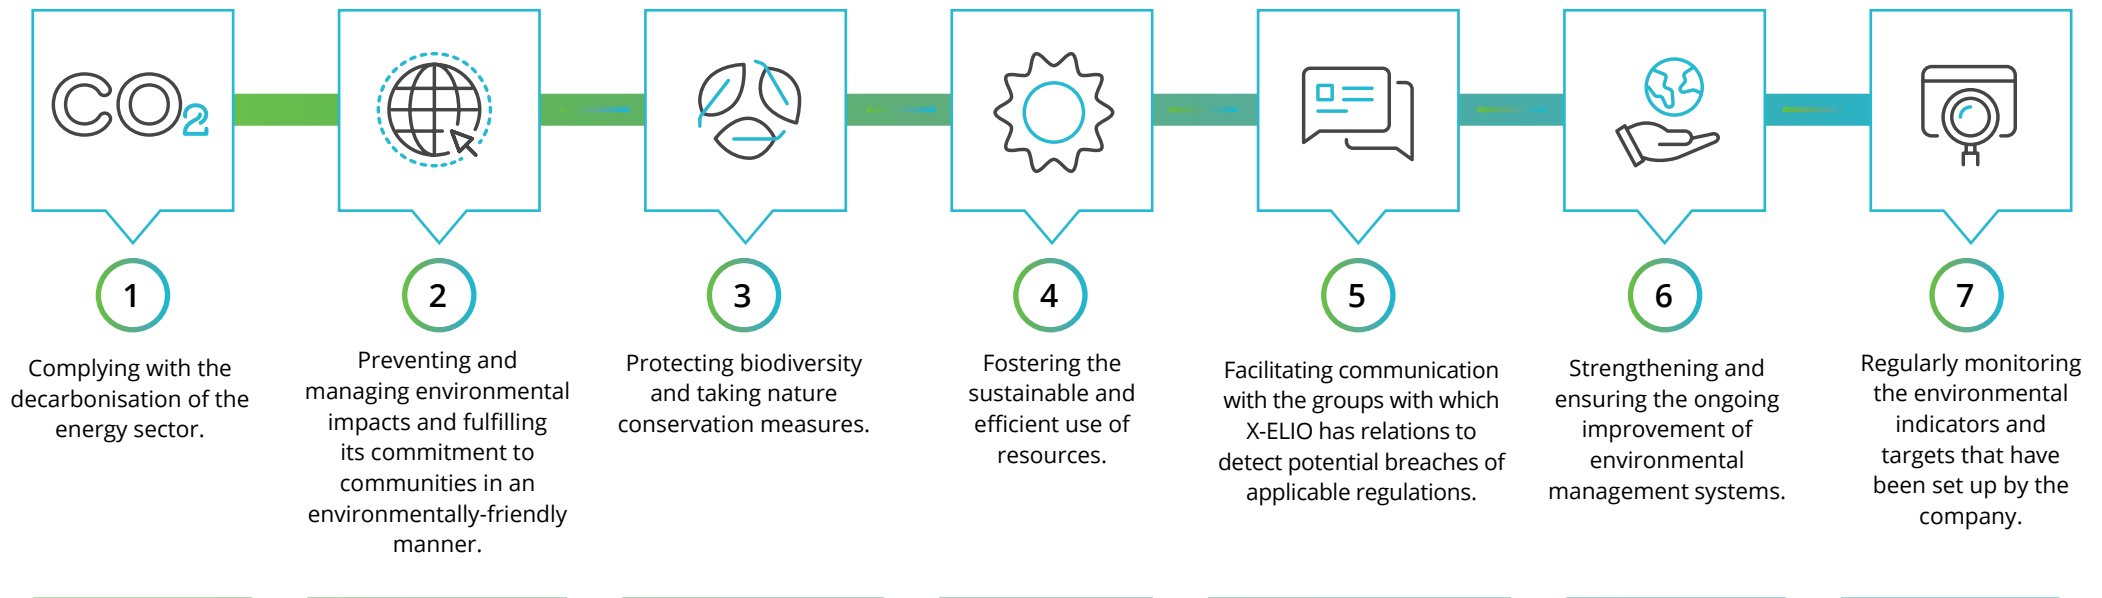 CO2
1
Complying with the
decarbonisation of the
energy sector.
2
Preventing and
managing environmental
impacts and fulfilling
its commitment to
communities in an
environmentally-friendly
manner.
3
Protecting biodiversity
and taking nature
conservation measures.
4
Fostering the
sustainable and
efficient use of
resources.
5
Facilitating communication
with the groups with which
X-ELIO has relations to
detect potential breaches of
applicable regulations.
6
Strengthening and
ensuring the ongoing
improvement of
environmental
management systems.
7
Regularly monitoring
the environmental
indicators and
targets that have
been set up by the
company.